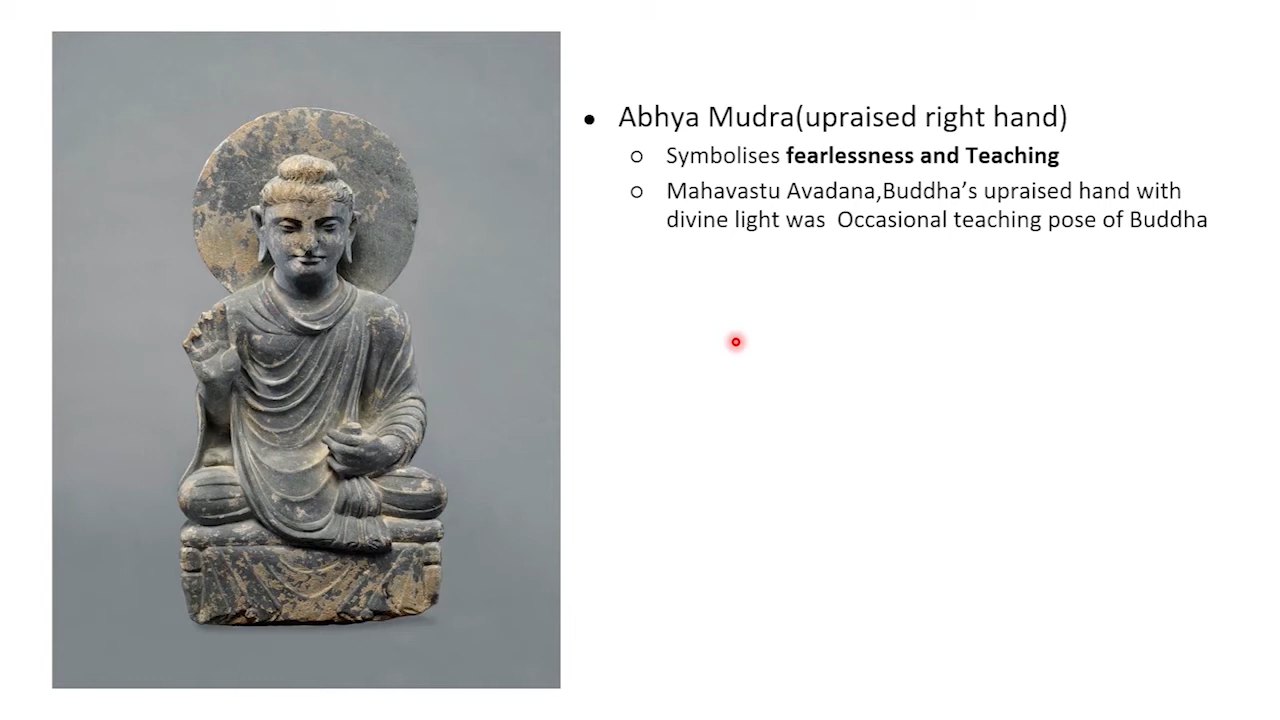 • Abhya Mudra(upraised right hand)
○ Symbolises fearlessness and Teaching
○ Mahavastu Avadana,Buddha’s upraised hand with
divine light was  Occasional teaching pose of Buddha